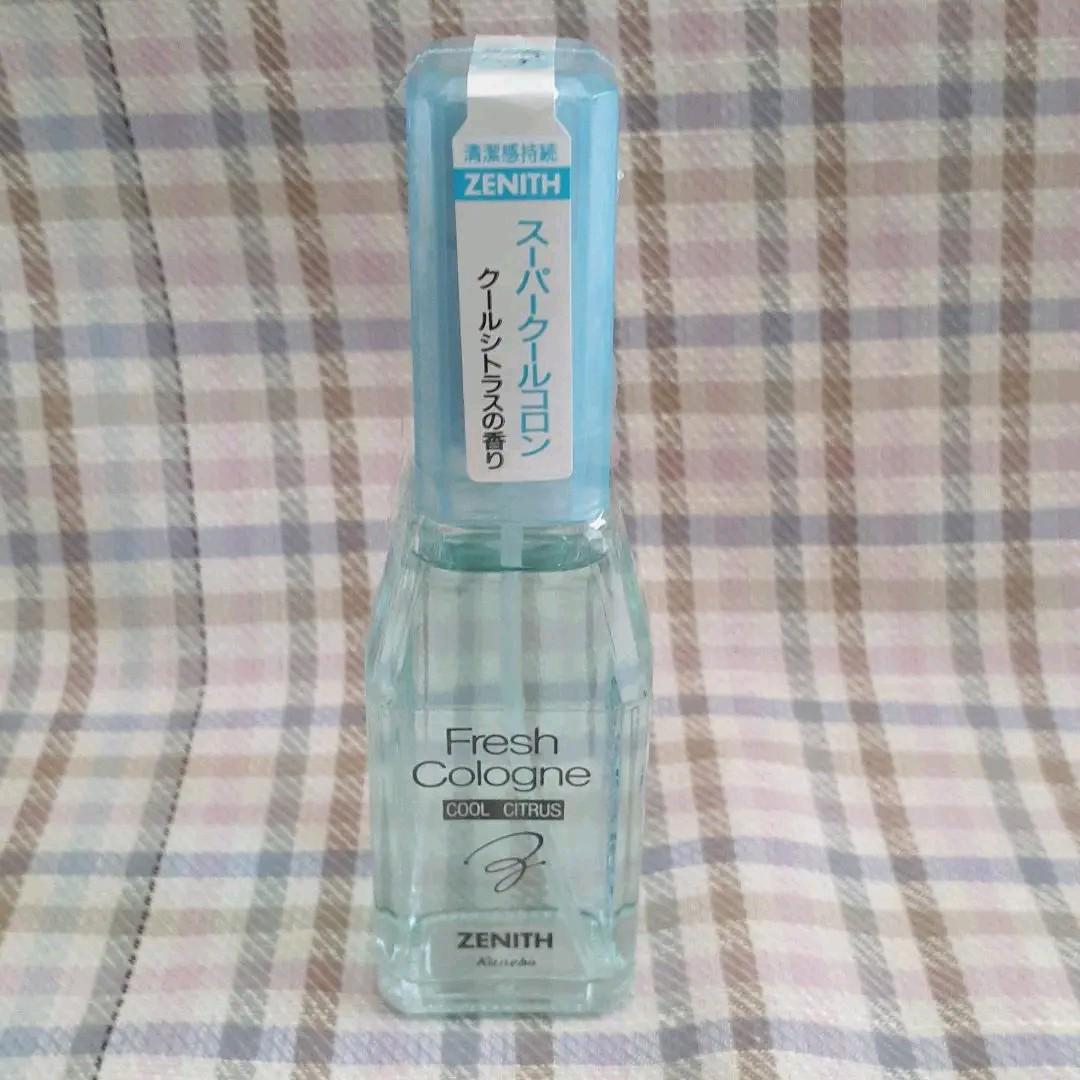 清潔感持続
ZENITH
スーパークールコロン
クールシトラスの香り
Fresh
Cologne
COOL CITRUS
ZENITH
Kanebo